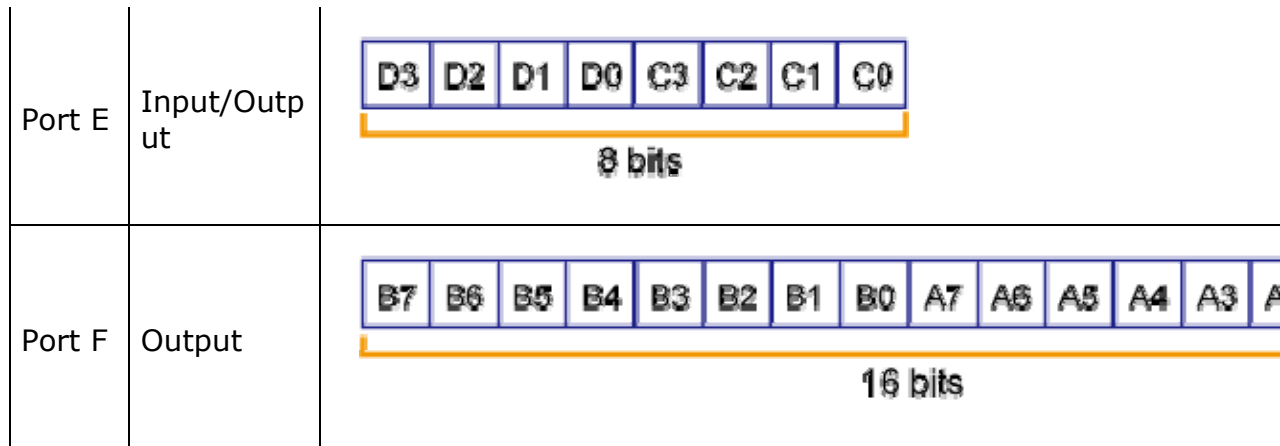 Port E
Input/Outp
ut
D3 D2 D1 D0 C3 C2 C1 C0
8 bits
Port F
Output
B7 B6 B5 B4 B3 B2 B1 B0 A7 A6 A5 A4 A3 A
16 bits